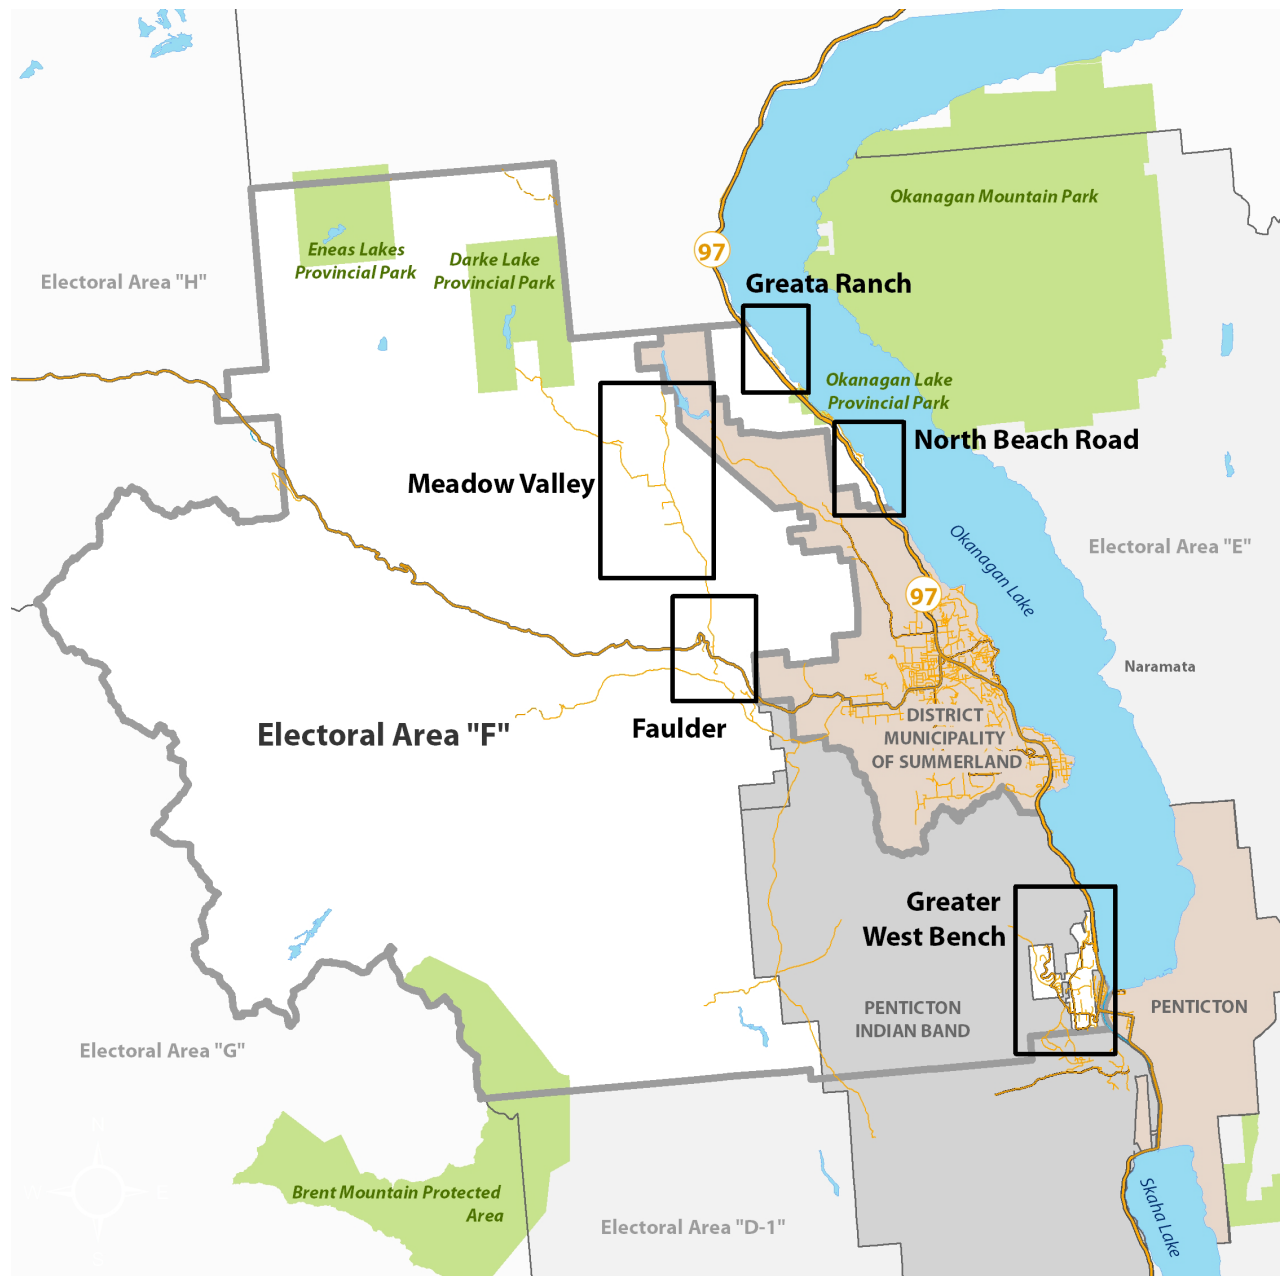 Okanagan Mountain Park
97
Eneas Lakes
Provincial Park
Darke Lake
Provincial Park
Electoral Area "H"
Greata Ranch
Okanagan Lake
Provincial Park
North Beach Road
Meadow Valley
Okanagan Lake
Electoral Area "E"
97
Naramata
Faulder
Electoral Area "F"
DISTRICT
MUNICIPALITY
OF SUMMERLAND
Greater
West Bench
PENTICTON
INDIAN BAND
PENTICTON
Electoral Area "G"
N
W
E
S
Brent Mountain Protected
Area
Electoral Area "D-1"
Skaha Lake